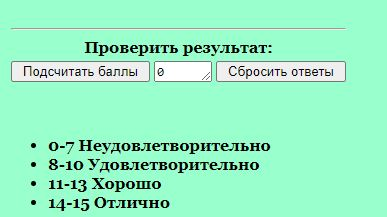 Проверить результат:
Подсчитать баллы 0 Сбросить ответы
0-7 Неудовлетворительно
8-10 Удовлетворительно
11-13 Хорошо
14-15 Отлично